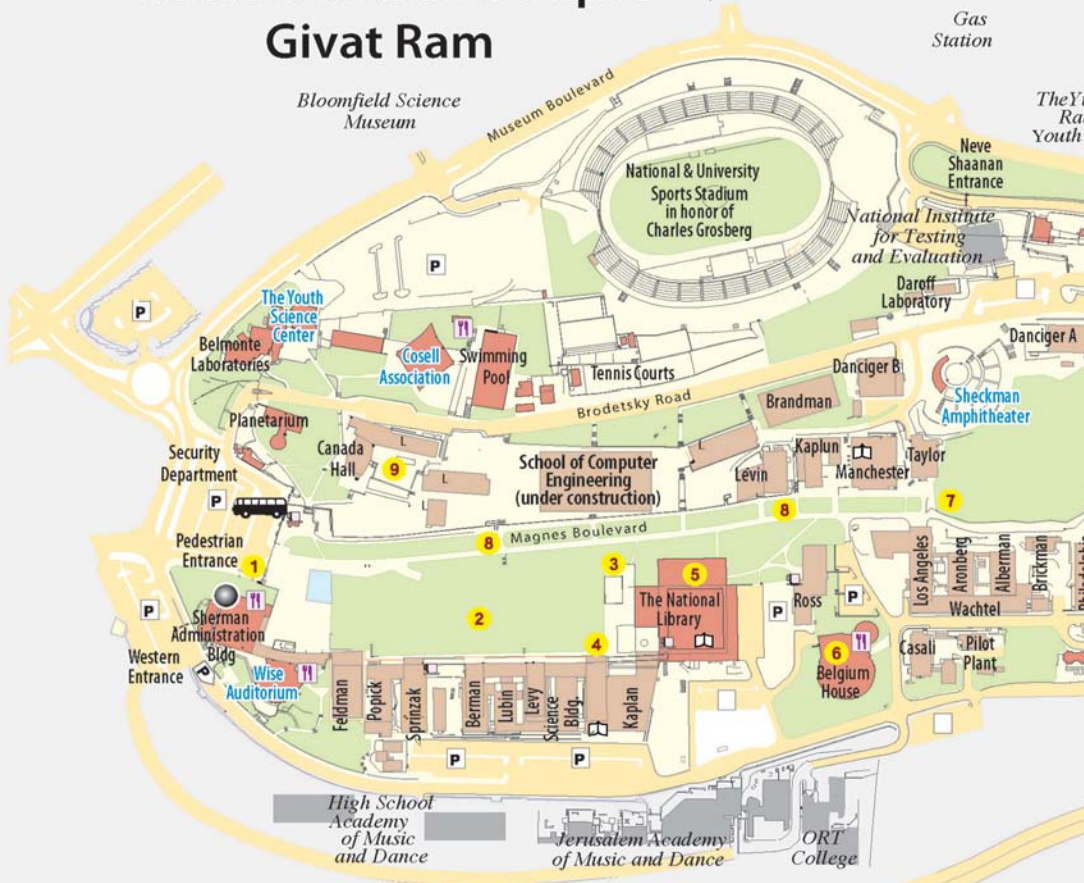 Givat Ram
Gas
Station
Bloomfield Science
Museum
Museum Boulevard
Youth
Neve
Shaanan
Entrance
National & University
Sports Stadium
in honor of
Charles Grosberg
National Institute
for Testing
and Evaluation
P
Daroff
Laboratory
P
The Youth
Science
Center
Belmonte
Laboratories
Cosell
Association
Swimming
Pool
Tennis Courts
Danciger A
Danciger B
Brodetsky Road
Brandman
Sheckman
Amphitheater
Planetarium
Canada
Hall
L
9
L
School of Computer
Engineering
(under construction)
L
Levin
Kaplun
Manchester
Taylor
Security
Department
P
Pedestrian
Entrance
1
8
Magnes Boulevard
8
7
3
5
The National
Library
2
4
P
Ross
P
Los Angeles
Aronberg
Alberman
Brickman
Wachtel
P
Sherman
Administration
Bldg
Western
Entrance
P
Wise
Auditorium
6
Belgium
House
Casali
Pilot
Plant
Feldman
Popick
Sprinzak
Berman
Lubin
Levy
Science
Bldg.
Kaplan
P
P
High School
Academy
of Music
and Dance
Jerusalem Academy
of Music and Dance
ORT
College